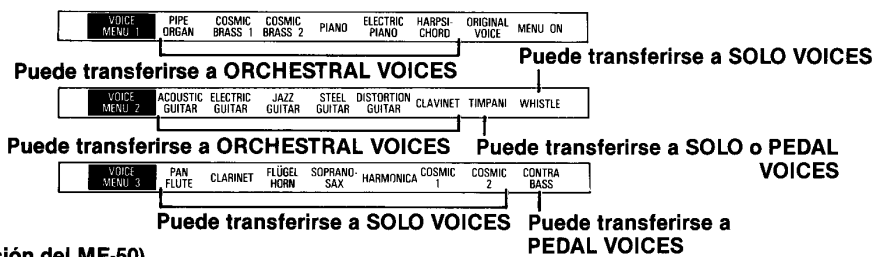 VOICE MENU 1 PIPE ORGAN COSMIC BRASS 1 COSMIC BRASS 2 PIANO ELECTRIC PIANO HARPSI-CHORD ORIGINAL VOICE MENU ON
Puede transferirse a ORCHESTRAL VOICES
Puede transferirse a SOLO VOICES
VOICE MENU 2 ACOUSTIC GUITAR ELECTRIC GUITAR JAZZ GUITAR STEEL GUITAR DISTORTION GUITAR CLAVINET TIMPANI WHISTLE
Puede transferirse a ORCHESTRAL VOICES
Puede transferirse a SOLO o PEDAL
VOICES
VOICE MENU 3 PAN FLUTE CLARINET FLÜGEL HORN SOPRANO-SAX HARMONICA COSMIC 1 COSMIC 2 CONTRA BASS
Puede transferirse a SOLO VOICES
Puede transferirse a
PEDAL VOICES
ción del ME-50)